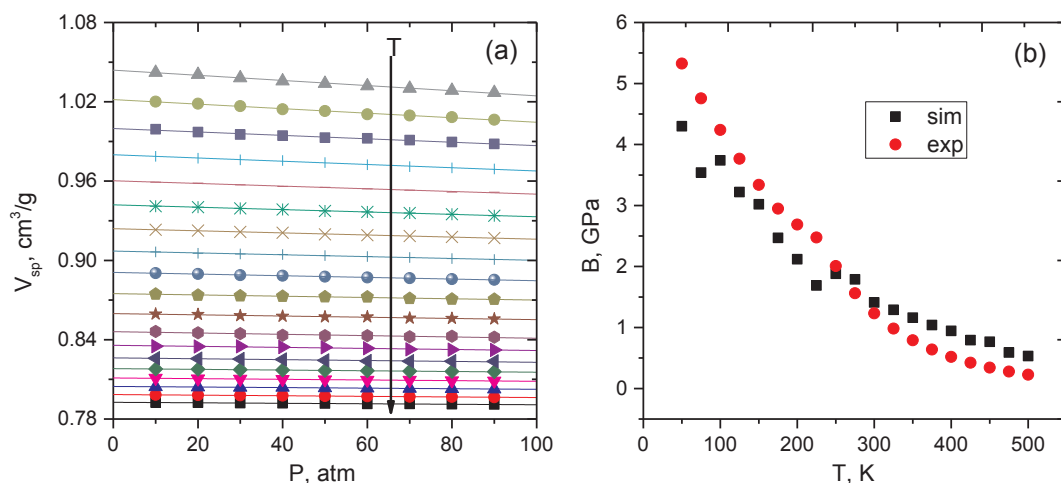 1.08
1.02
0.96
0.90
0.84
0.78
V_sp, cm³/g
T
(a)
0 20 40 60 80 100
P, atm
6
5
4
3
2
1
0
B, GPa
(b)
sim
exp
0 100 200 300 400 500
T, K